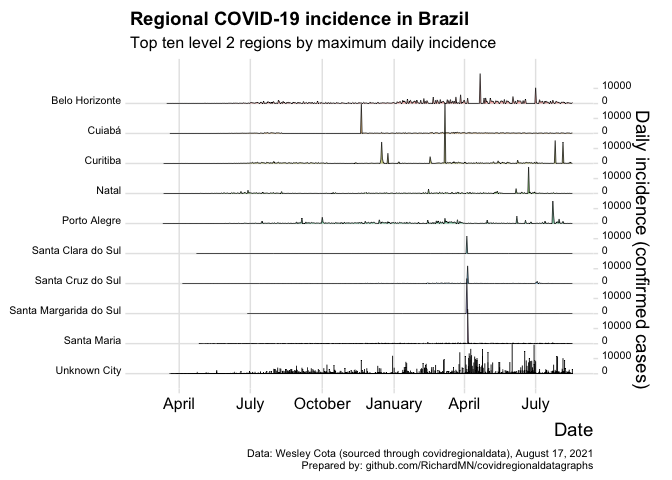 Regional COVID-19 incidence in Brazil
Top ten level 2 regions by maximum daily incidence
Belo Horizonte
10000
0
Cuiabá
10000
0
Curitiba
10000
0
Natal
10000
0
Porto Alegre
10000
0
Santa Clara do Sul
10000
0
Santa Cruz do Sul
10000
0
Santa Margarida do Sul
10000
0
Santa Maria
10000
0
Unknown City
10000
0
Daily incidence (confirmed cases)
April July October January April July
Date
Data: Wesley Cota (sourced through covidregionaldata), August 17, 2021
Prepared by: github.com/RichardMN/covidregionaldatagraphs